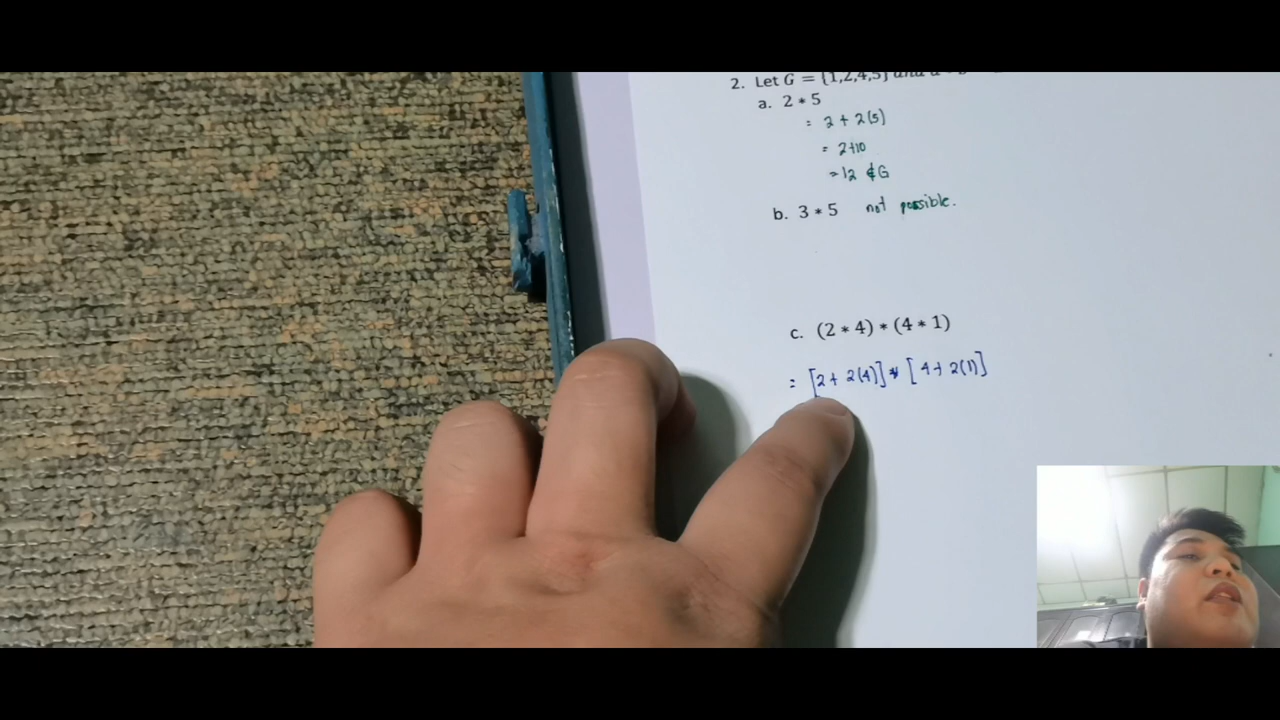 2. Let G = {1,2,4,5} and a
a. 2 * 5
= 2 + 2(5)
= 2+10
=12 ∉G
b. 3 * 5 not possible.
c. (2 * 4) * (4 * 1)
= [2+ 2(4)] * [4+ 2(1)]